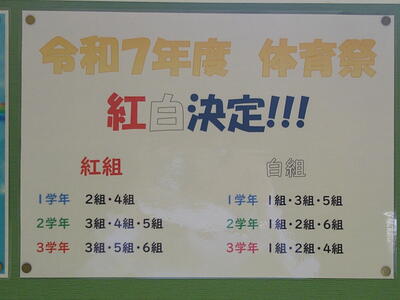 令和7年度 体育祭
紅白決定!!!
紅組 白組
1学年 2組・4組 1学年 1組・3組・5組
2学年 3組・4組・5組 2学年 1組・2組・6組
3学年 3組・5組・6組 3学年 1組・2組・4組